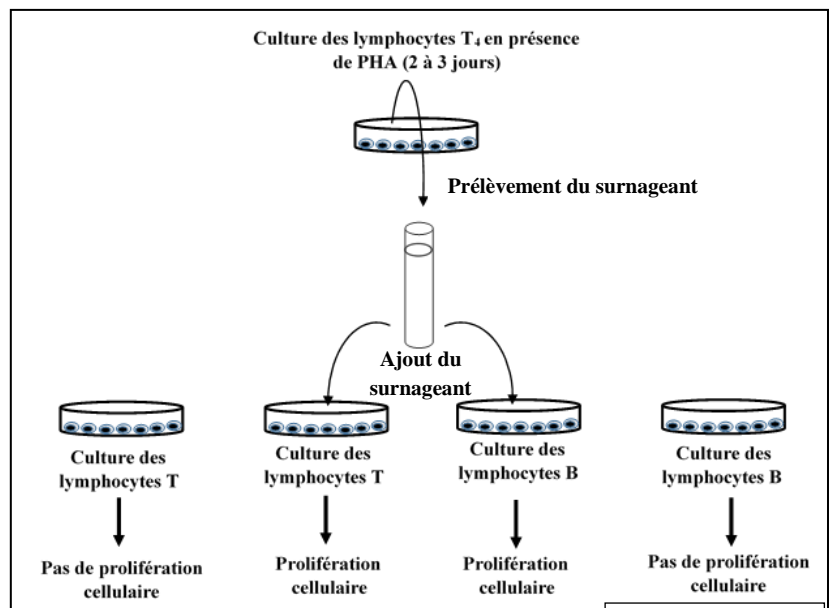 Culture des lymphocytes T₄ en présence
de PHA (2 à 3 jours)
Prélèvement du surnageant
Ajout du
surnageant
Culture des
lymphocytes T
Culture des
lymphocytes T
Culture des
lymphocytes B
Culture des
lymphocytes B
Pas de prolifération
cellulaire
Prolifération
cellulaire
Prolifération
cellulaire
Pas de prolifération
cellulaire